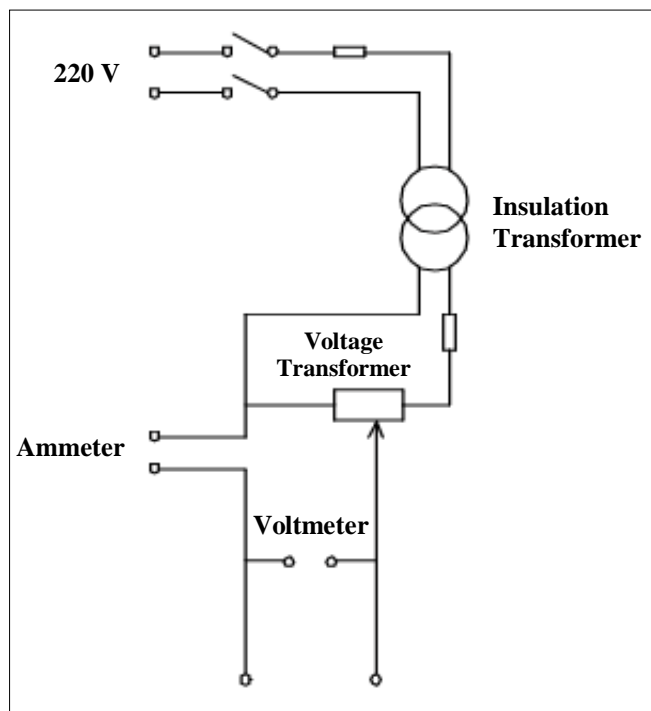 220 V
Insulation
Transformer
Voltage
Transformer
Ammeter
Voltmeter